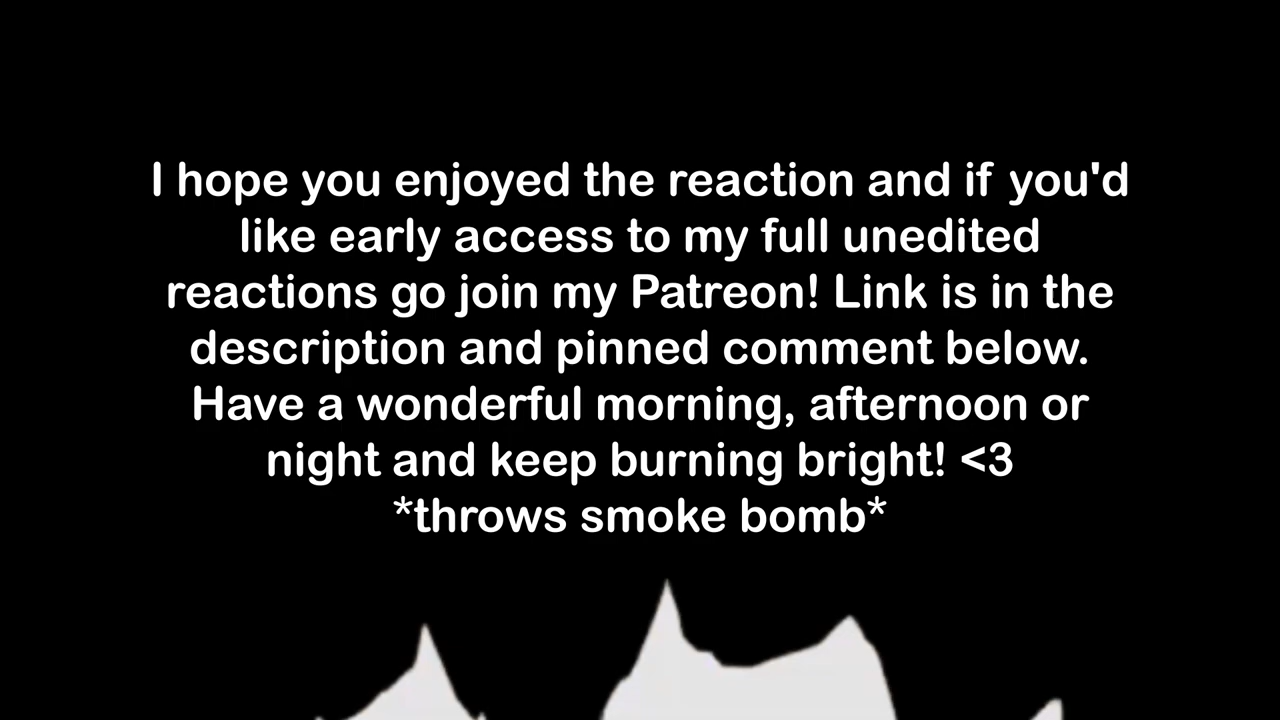 I hope you enjoyed the reaction and if you'd
like early access to my full unedited
reactions go join my Patreon! Link is in the
description and pinned comment below.
Have a wonderful morning, afternoon or
night and keep burning bright! <3
*throws smoke bomb*